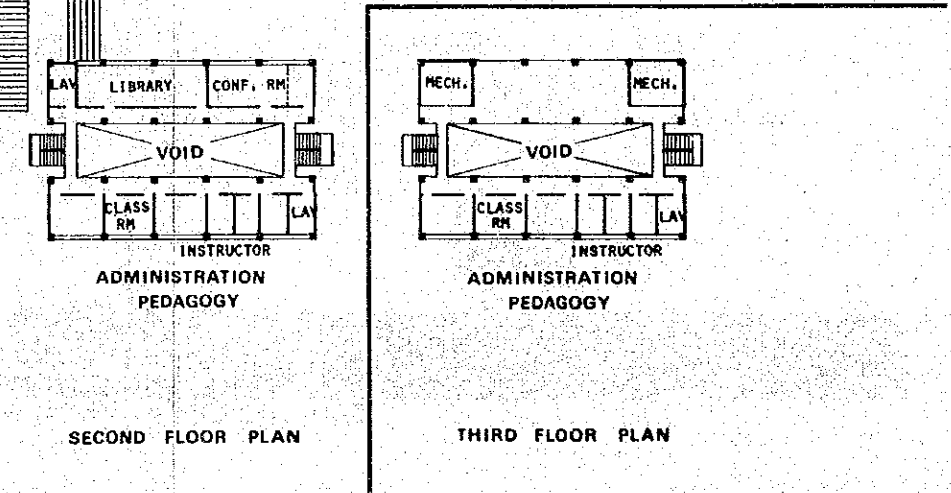 LAV LIBRARY CONF. RM
VOID
CLASS
RM
LAV
INSTRUCTOR
ADMINISTRATION
PEDAGOGY
SECOND FLOOR PLAN
MECH. MECH.
VOID
CLASS
RM
LAV
INSTRUCTOR
ADMINISTRATION
PEDAGOGY
THIRD FLOOR PLAN